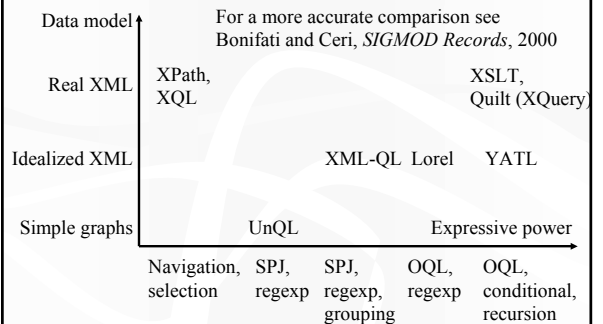 Data model
For a more accurate comparison see
Bonifati and Ceri, SIGMOD Records, 2000
Real XML
XPath,
XQL
XSLT,
Quilt (XQuery)
Idealized XML
XML-QL
Lorel
YATL
Simple graphs
UnQL
Expressive power
Navigation,
selection
SPJ,
regexp
SPJ,
regexp,
grouping
OQL,
regexp
OQL,
conditional,
recursion